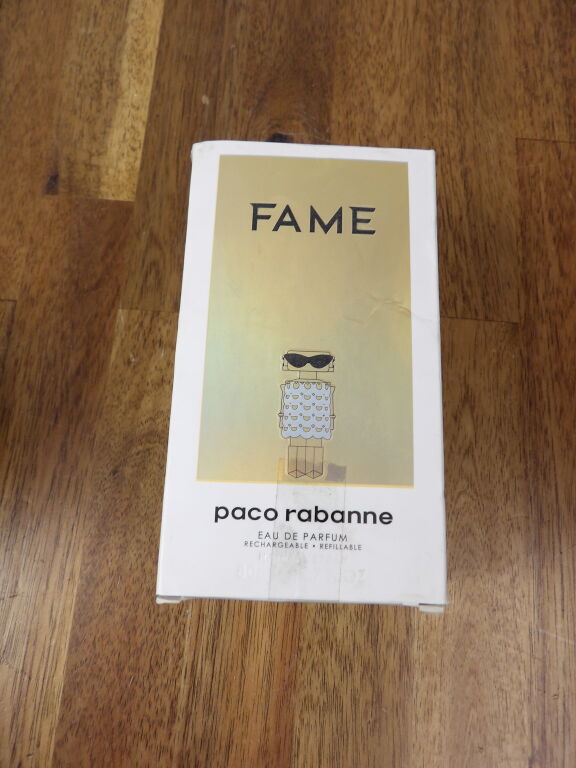 FAME
paco rabanne
EAU DE PARFUM
RECHARGEABLE • REFILLABLE